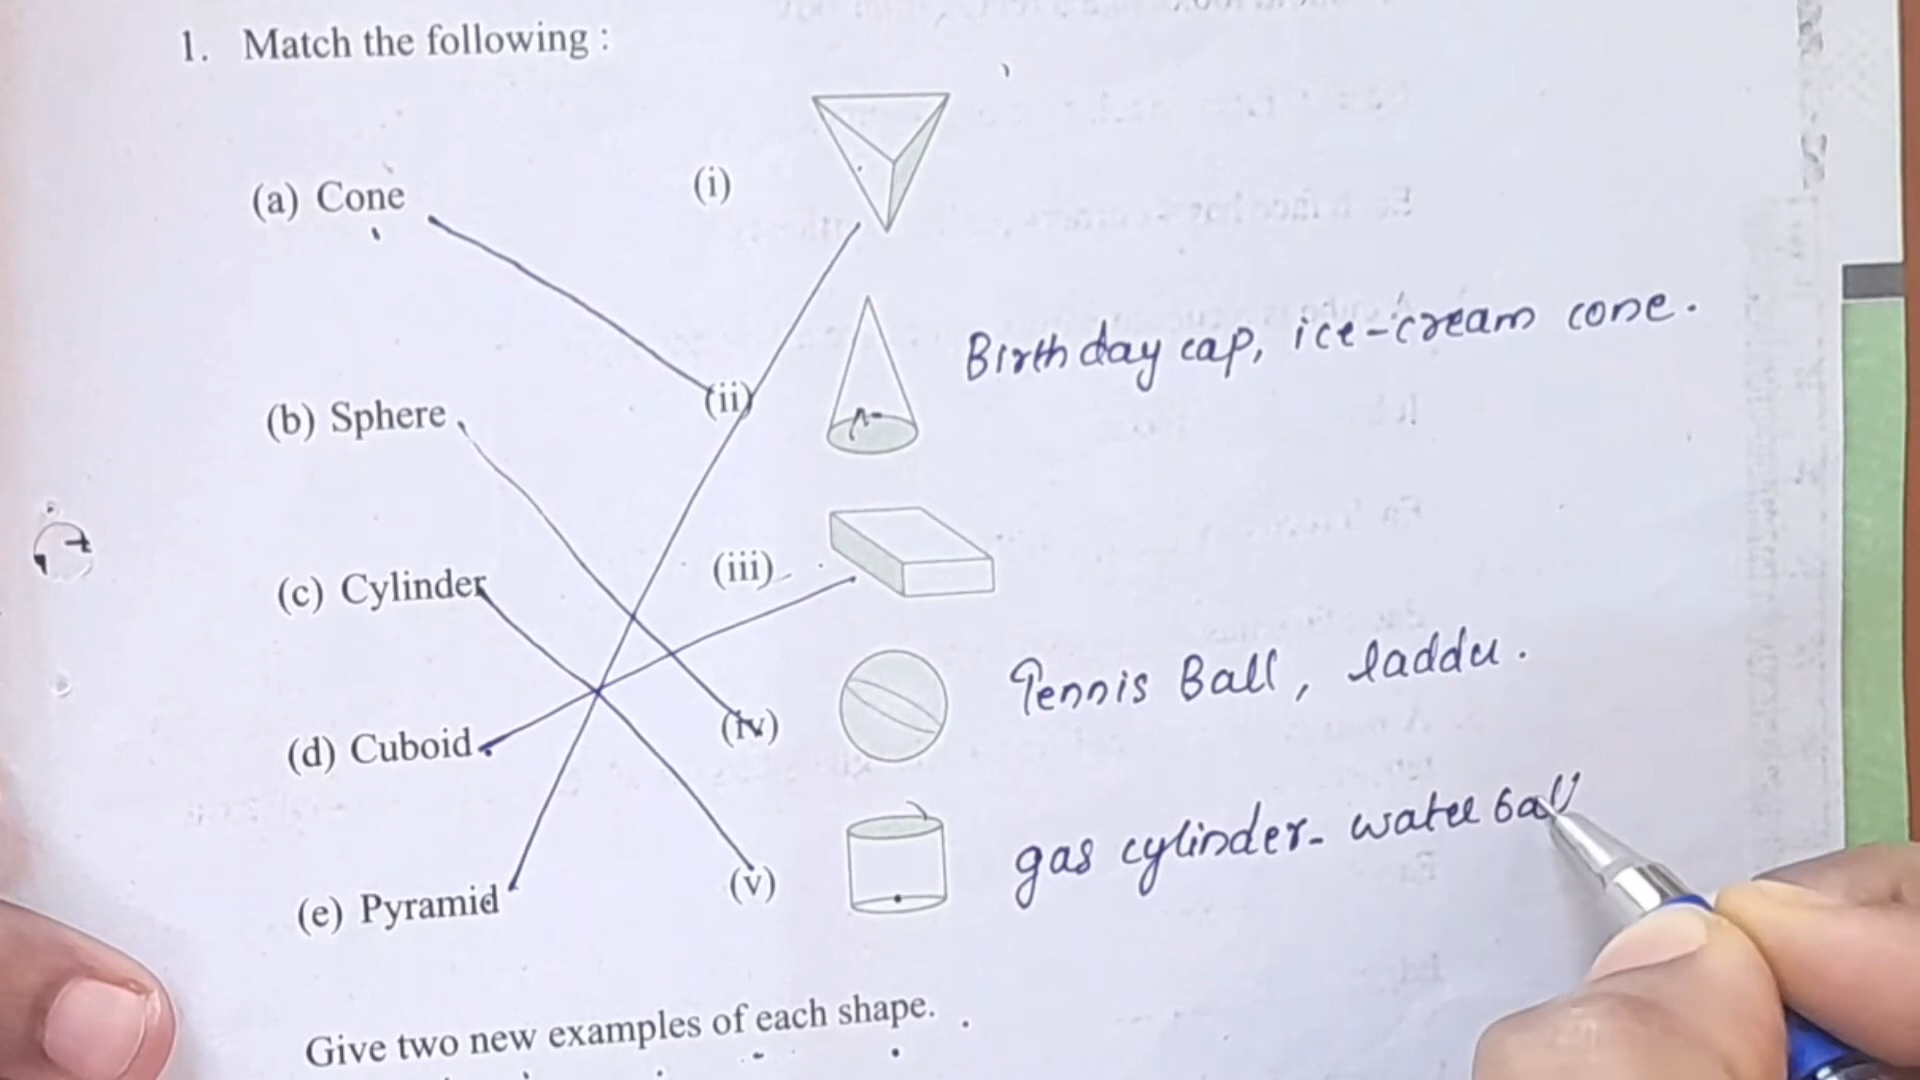 1. Match the following :
(a) Cone (i)
(ii) Birthday cap, ice-cream cone.
(b) Sphere
(c) Cylinder (iii)
(d) Cuboid (iv) Tennis Ball, laddu.
(e) Pyramid (v) gas cylinder- water
Give two new examples of each shape.